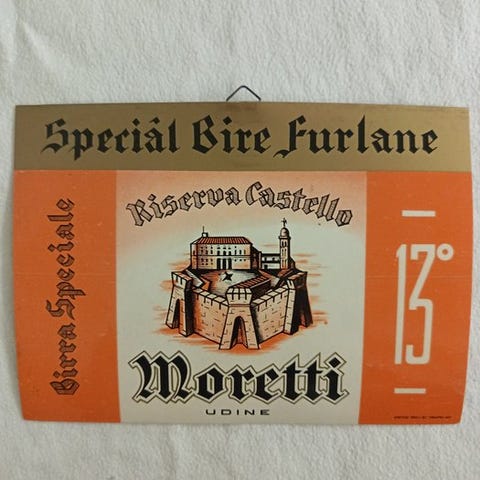 Speciâl Bire Furlane
Birra Speciale
Riserva Castello
Moretti
UDINE
13°